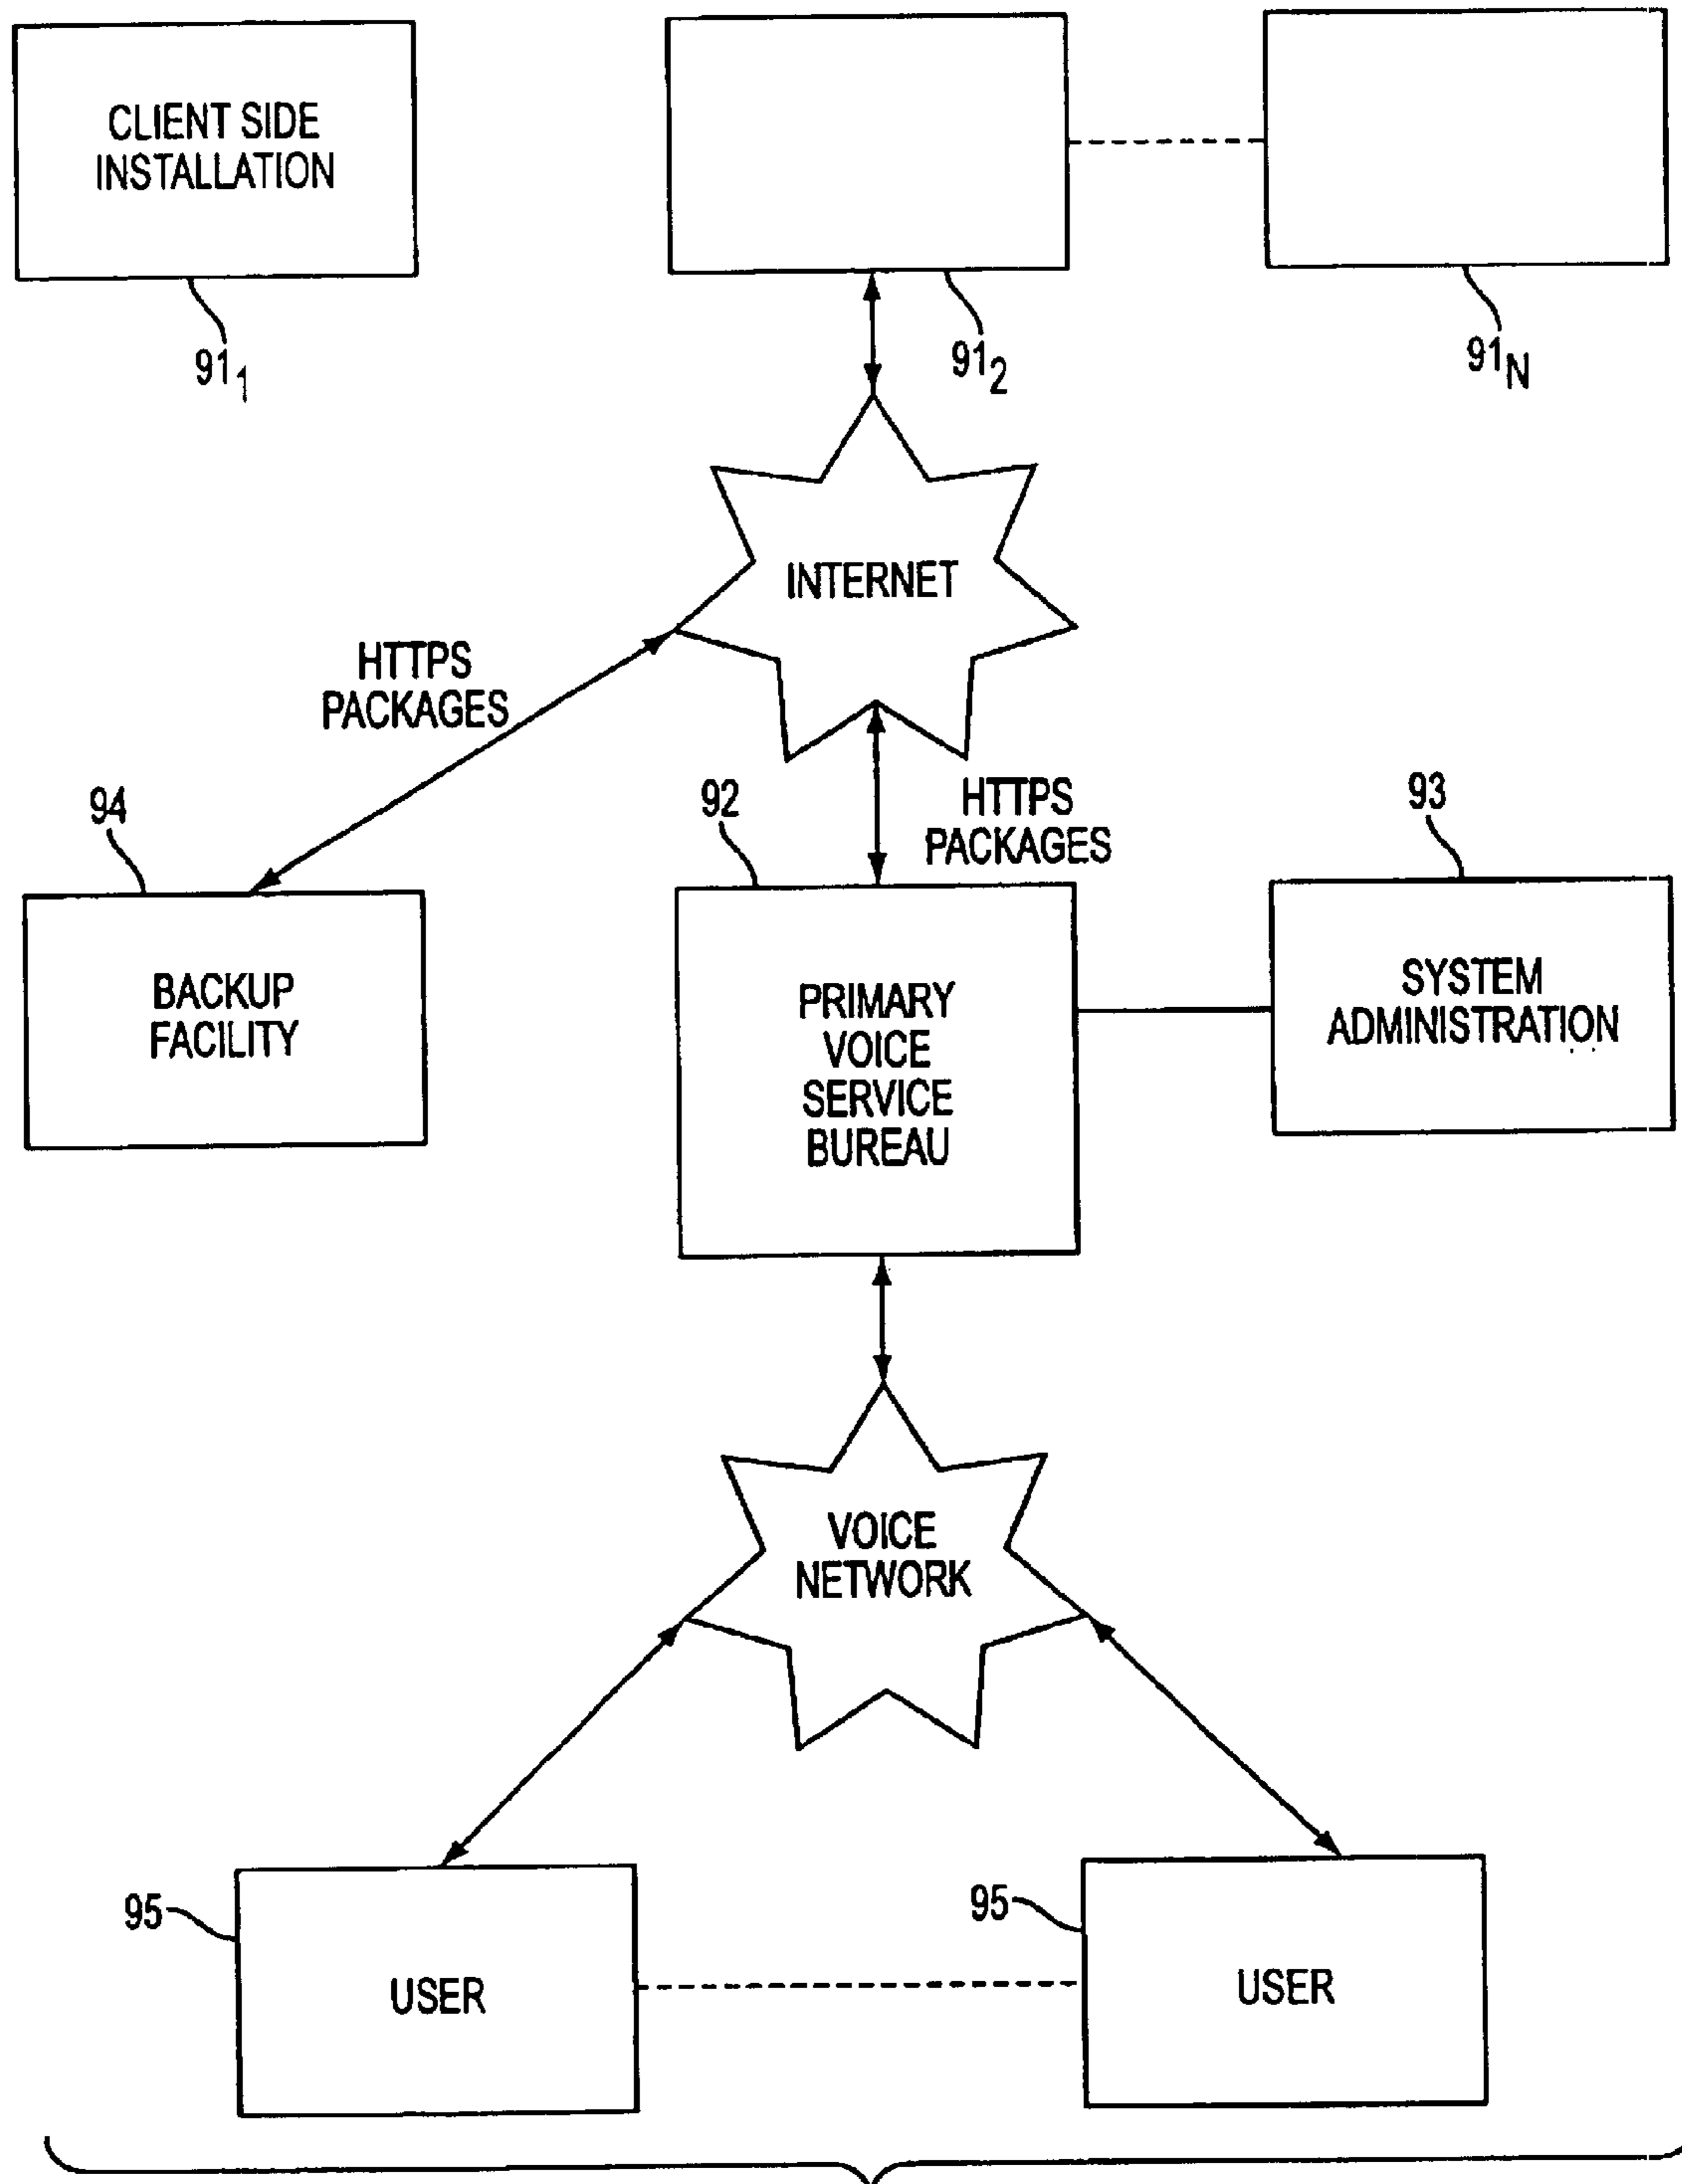 CLIENT SIDE
INSTALLATION
91₁
91₂
91N
INTERNET
HTTPS
PACKAGES
HTTPS
PACKAGES
94
92
93
BACKUP
FACILITY
PRIMARY
VOICE
SERVICE
BUREAU
SYSTEM
ADMINISTRATION
VOICE
NETWORK
95
95
USER
USER